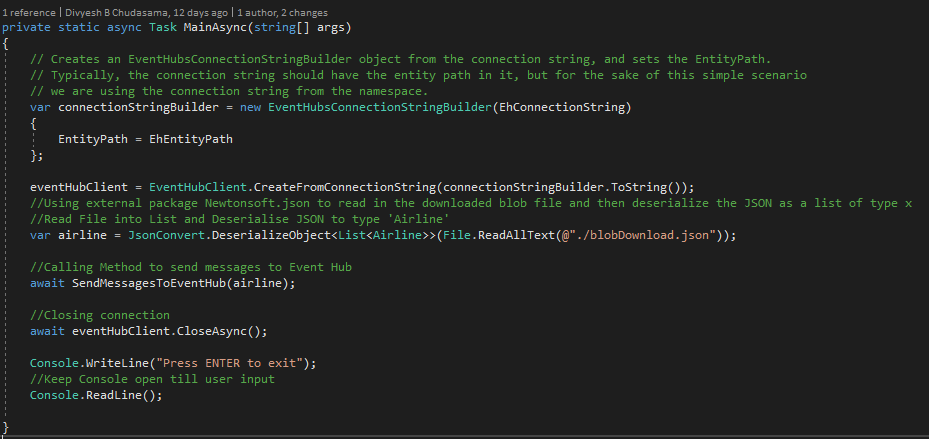 1 reference | Divyesh B Chudasama, 12 days ago | 1 author, 2 changes
private static async Task MainAsync(string[] args)
{
    // Creates an EventHubsConnectionStringBuilder object from the connection string, and sets the EntityPath.
    // Typically, the connection string should have the entity path in it, but for the sake of this simple scenario
    // we are using the connection string from the namespace.
    var connectionStringBuilder = new EventHubsConnectionStringBuilder(EhConnectionString)
    {
        EntityPath = EhEntityPath
    };

    eventHubClient = EventHubClient.CreateFromConnectionString(connectionStringBuilder.ToString());
    //Using external package Newtonsoft.json to read in the downloaded blob file and then deserialize the JSON as a list of type x
    //Read File into List and Deserialise JSON to type 'Airline'
    var airline = JsonConvert.DeserializeObject<List<Airline>>(File.ReadAllText(@"./blobDownload.json"));

    //Calling Method to send messages to Event Hub
    await SendMessagesToEventHub(airline);

    //Closing connection
    await eventHubClient.CloseAsync();

    Console.WriteLine("Press ENTER to exit");
    //Keep Console open till user input
    Console.ReadLine();

}